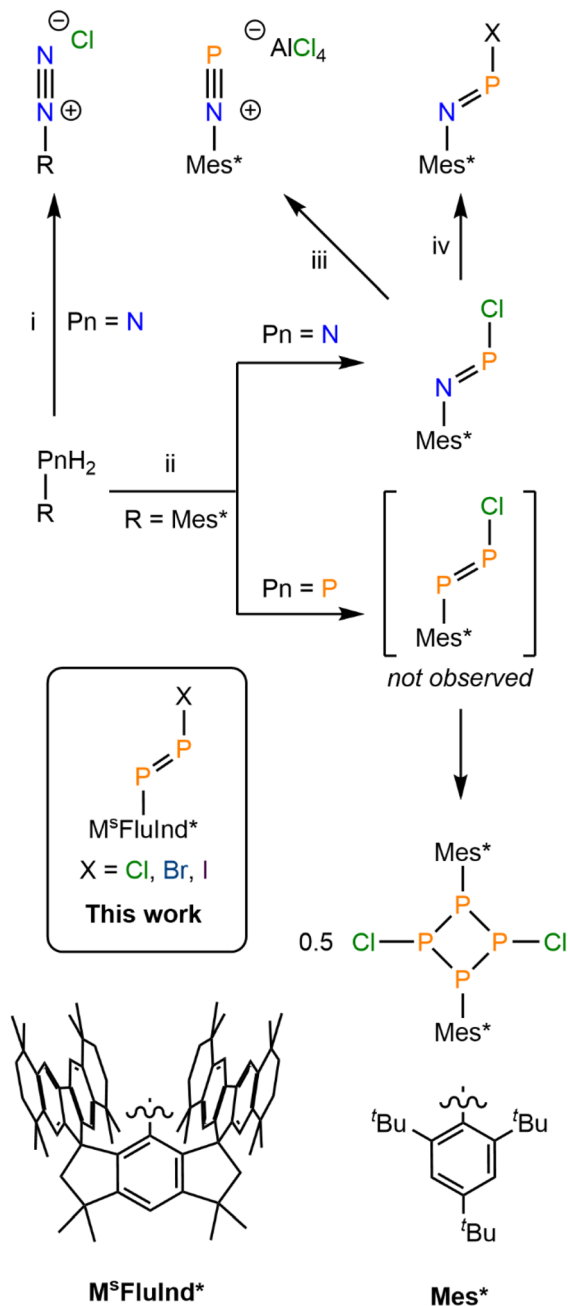 ⊖ Cl
N
N ⊕
R
⊖ AlCl4
P
N ⊕
Mes*
X
P
N
Mes*
i
Pn = N
iii
iv
Cl
P
N
Mes*
Pn = N
PnH2
R
ii
R = Mes*
Pn = P
Cl
P
P
Mes*
not observed
X
P
P
MsFluInd*
X = Cl, Br, I
This work
Mes*
P
0.5 Cl P P Cl
P
Mes*
tBu tBu
tBu
MsFluInd*
Mes*